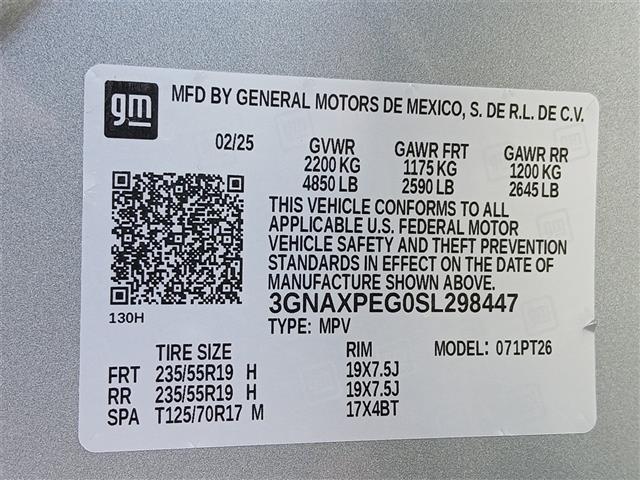 gm
MFD BY GENERAL MOTORS DE MEXICO, S. DE R.L. DE C.V.
02/25 GVWR GAWR FRT GAWR RR
2200 KG 1175 KG 1200 KG
4850 LB 2590 LB 2645 LB
THIS VEHICLE CONFORMS TO ALL
APPLICABLE U.S. FEDERAL MOTOR
VEHICLE SAFETY AND THEFT PREVENTION
STANDARDS IN EFFECT ON THE DATE OF
MANUFACTURE SHOWN ABOVE.
3GNAXPEG0SL298447
130H
TYPE: MPV
TIRE SIZE RIM MODEL: 071PT26
FRT 235/55R19 H 19X7.5J
RR 235/55R19 H 19X7.5J
SPA T125/70R17 M 17X4BT